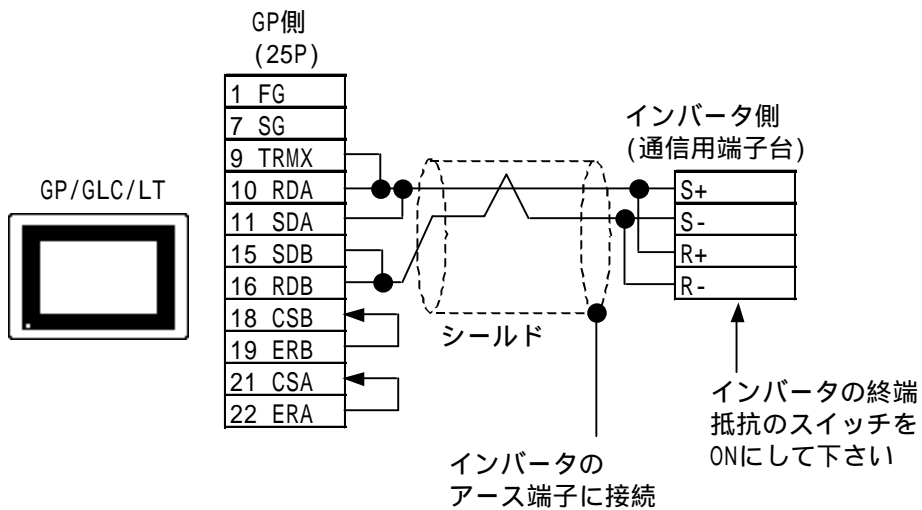 GP側
(25P)
1 FG
7 SG
9 TRMX
10 RDA
11 SDA
15 SDB
16 RDB
18 CSB
19 ERB
21 CSA
22 ERA
GP/GLC/LT
シールド
インバータ側
(通信用端子台)
S+
S-
R+
R-
インバータの
アース端子に接続
インバータの終端
抵抗のスイッチを
ONにして下さい